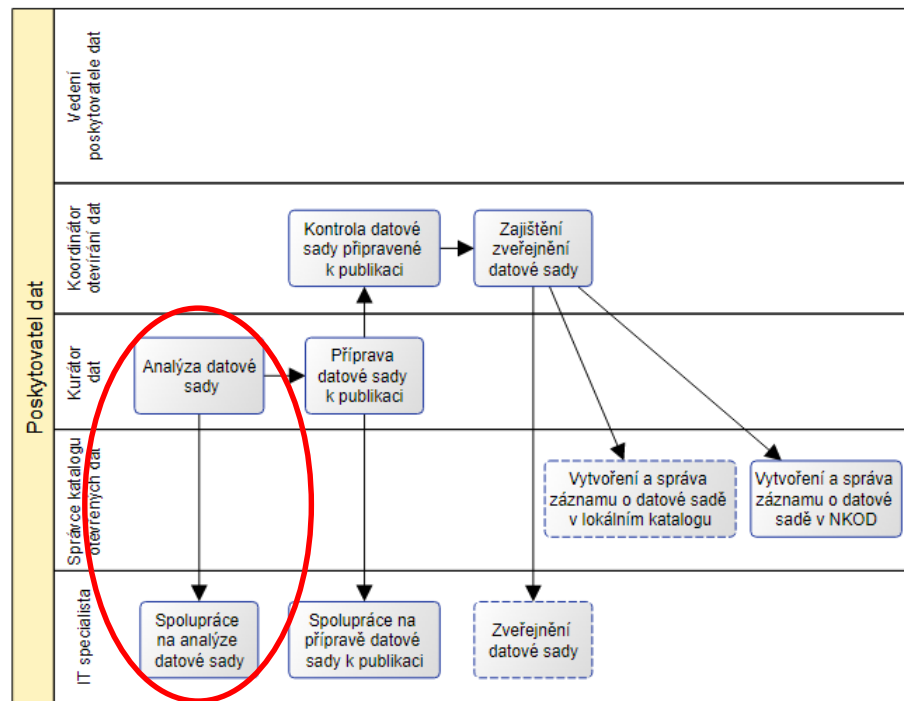 Poskytovatel dat
Vedení
poskytovatele dat
Koordinátor
otevírání dat
Kontrola datové
sady připravené
k publikaci
Zajištění
zveřejnění
datové sady
Kurátor
dat
Analýza datové
sady
Příprava
datové sady
k publikaci
Správce katalogu
otevřených dat
Vytvoření a správa
záznamu o datové sadě
v lokálním katalogu
Vytvoření a správa
záznamu o datové
sadě v NKOD
IT specialista
Spolupráce
na analýze
datové sady
Spolupráce na
přípravě datové
sady k publikaci
Zveřejnění
datové sady